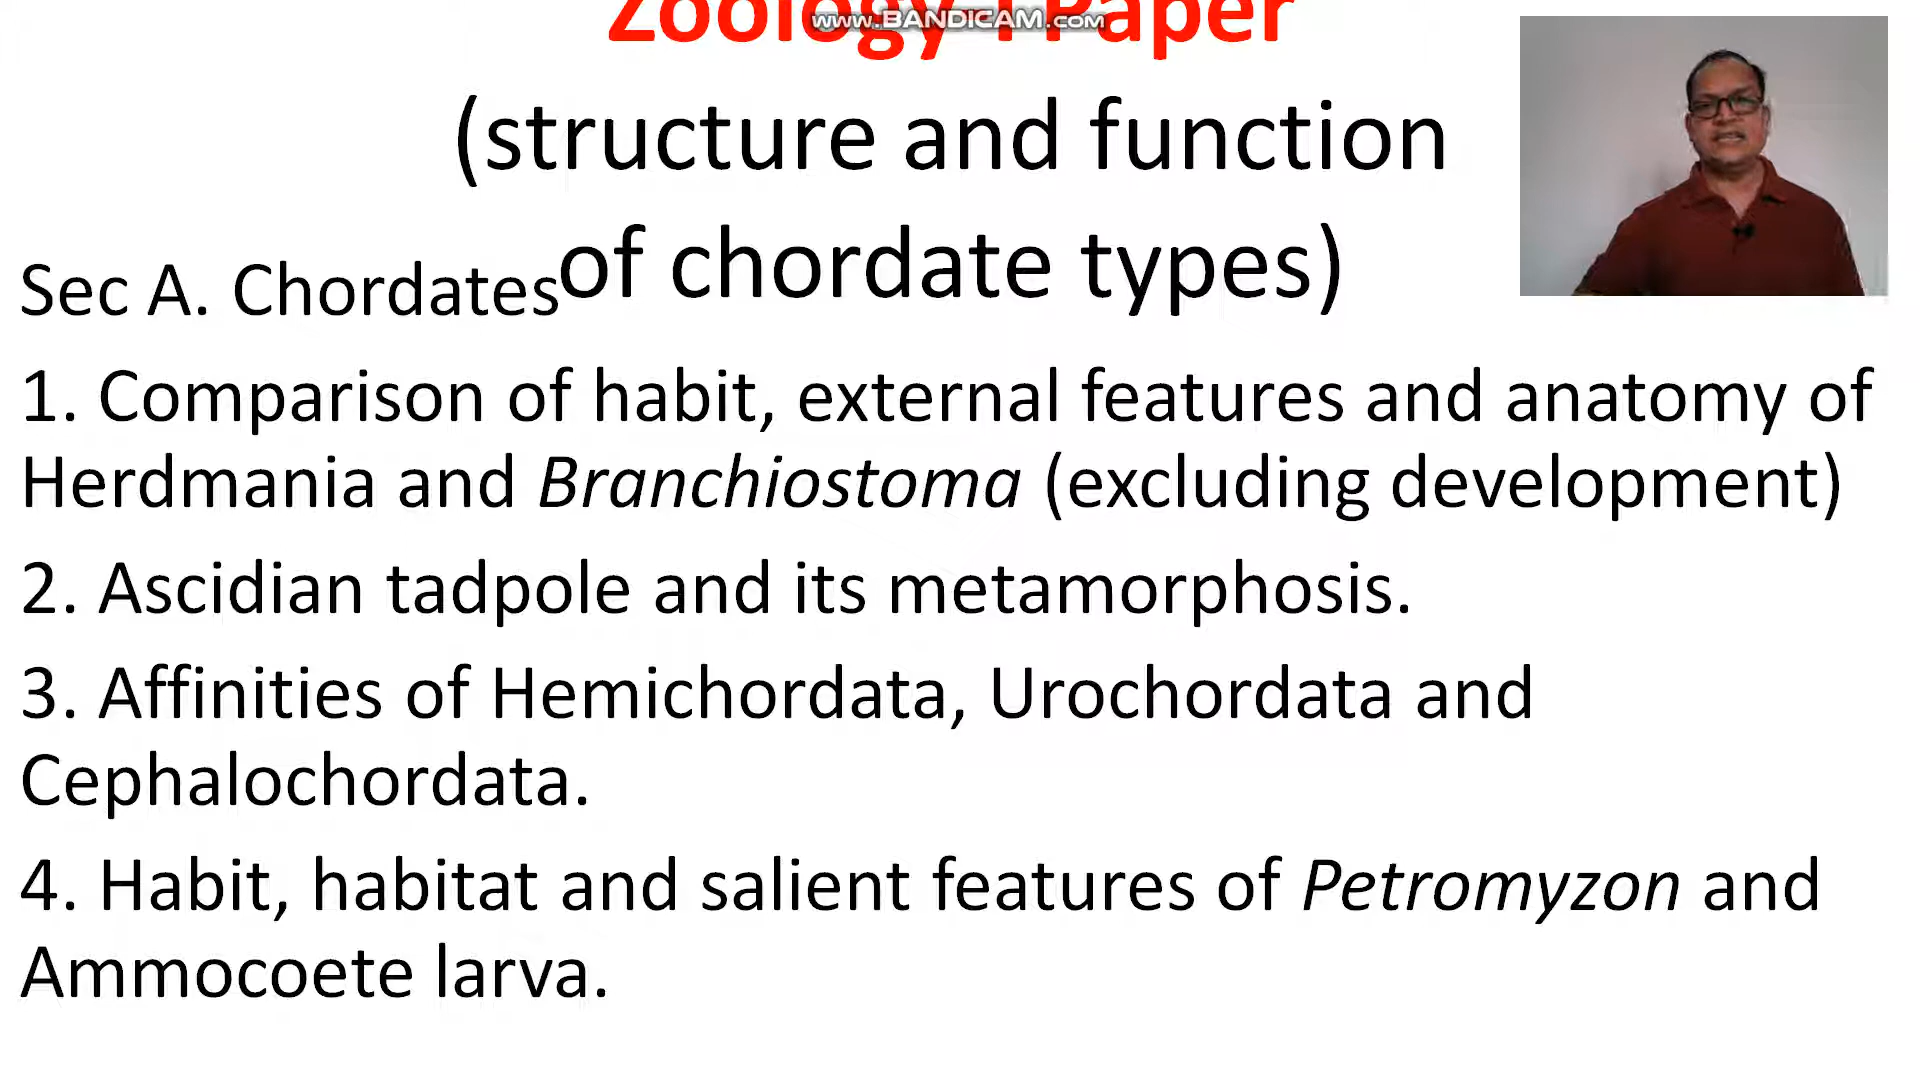 Zoology I Paper
www.BANDICAM.com
(structure and function
of chordate types)
Sec A. Chordates
1. Comparison of habit, external features and anatomy of
Herdmania and Branchiostoma (excluding development)
2. Ascidian tadpole and its metamorphosis.
3. Affinities of Hemichordata, Urochordata and
Cephalochordata.
4. Habit, habitat and salient features of Petromyzon and
Ammocoete larva.